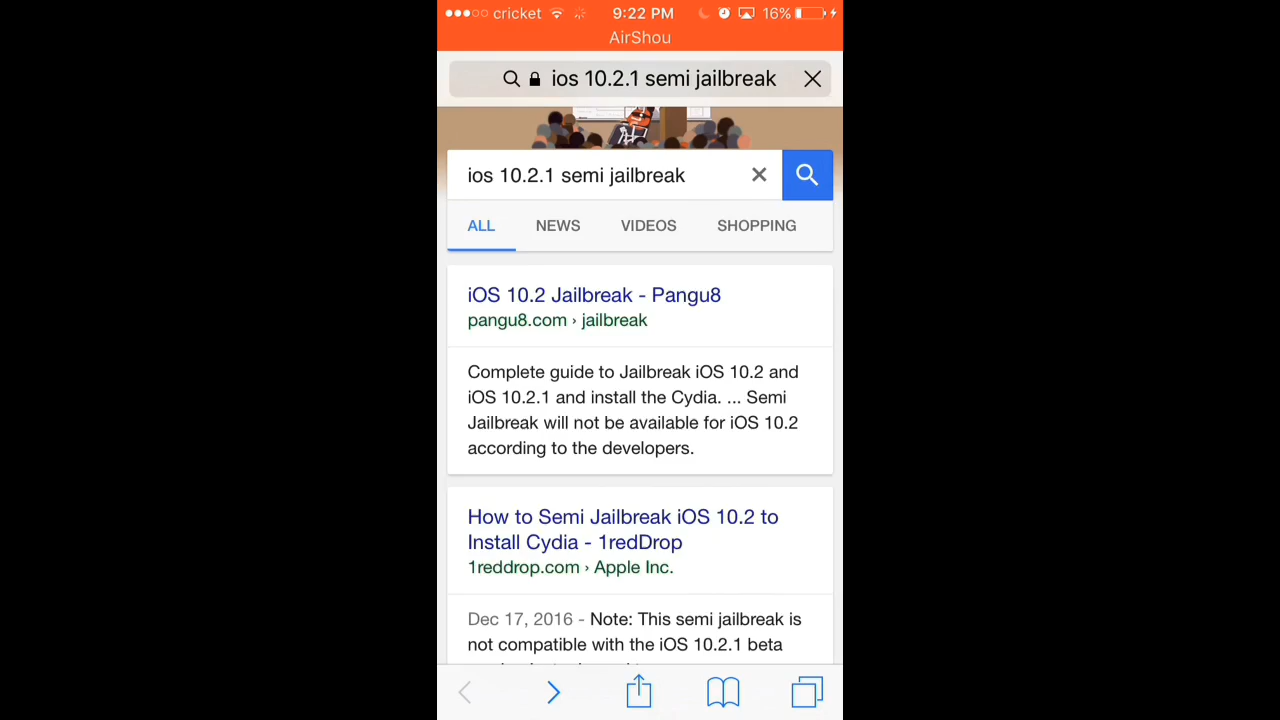 cricket 9:22 PM 16%
AirShou
ios 10.2.1 semi jailbreak
ios 10.2.1 semi jailbreak
ALL NEWS VIDEOS SHOPPING
iOS 10.2 Jailbreak - Pangu8
pangu8.com › jailbreak
Complete guide to Jailbreak iOS 10.2 and
iOS 10.2.1 and install the Cydia. ... Semi
Jailbreak will not be available for iOS 10.2
according to the developers.
How to Semi Jailbreak iOS 10.2 to
Install Cydia - 1redDrop
1reddrop.com › Apple Inc.
Dec 17, 2016 - Note: This semi jailbreak is
not compatible with the iOS 10.2.1 beta